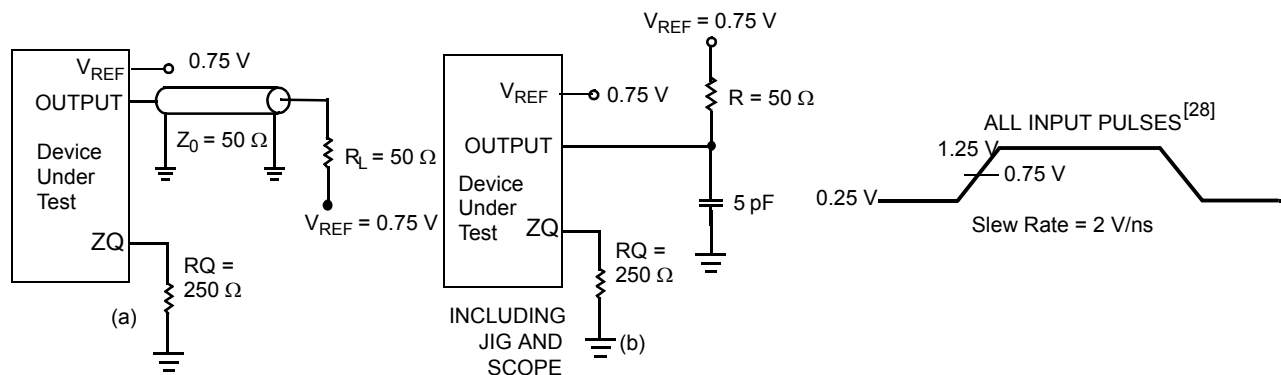 V_REF 0.75 V
OUTPUT
Z_0 = 50 Ω
Device
Under
Test
R_L = 50 Ω
V_REF = 0.75 V
ZQ
RQ =
250 Ω
(a)
V_REF = 0.75 V
V_REF 0.75 V
R = 50 Ω
OUTPUT
Device
Under
Test
5 pF
ZQ
RQ =
250 Ω
INCLUDING
JIG AND
SCOPE
(b)
ALL INPUT PULSES[28]
1.25 V
0.75 V
0.25 V
Slew Rate = 2 V/ns